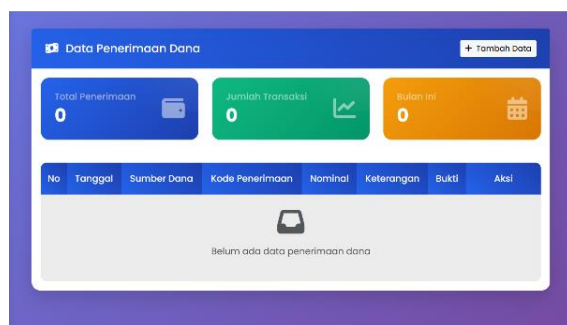 Data Penerimaan Dana
+ Tambah Data
Total Penerimaan
0
Jumlah Transaksi
0
Bulan Ini
0
No Tanggal Sumber Dana Kode Penerimaan Nominal Keterangan Bukti Aksi
Belum ada data penerimaan dana